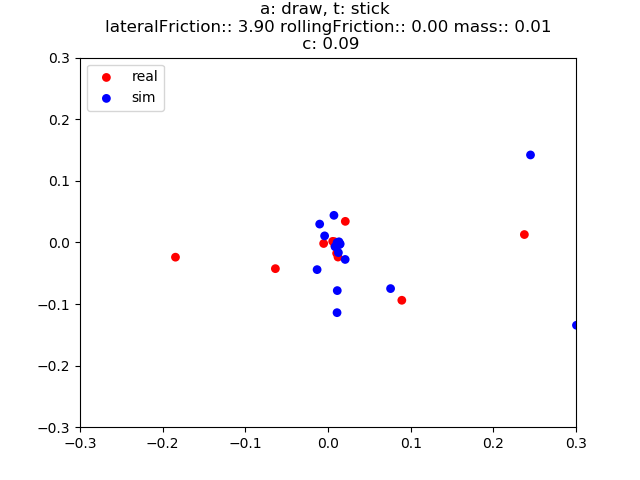 a: draw, t: stick
lateralFriction:: 3.90 rollingFriction:: 0.00 mass:: 0.01
c: 0.09
real
sim
0.3
0.2
0.1
0.0
−0.1
−0.2
−0.3
−0.3 −0.2 −0.1 0.0 0.1 0.2 0.3